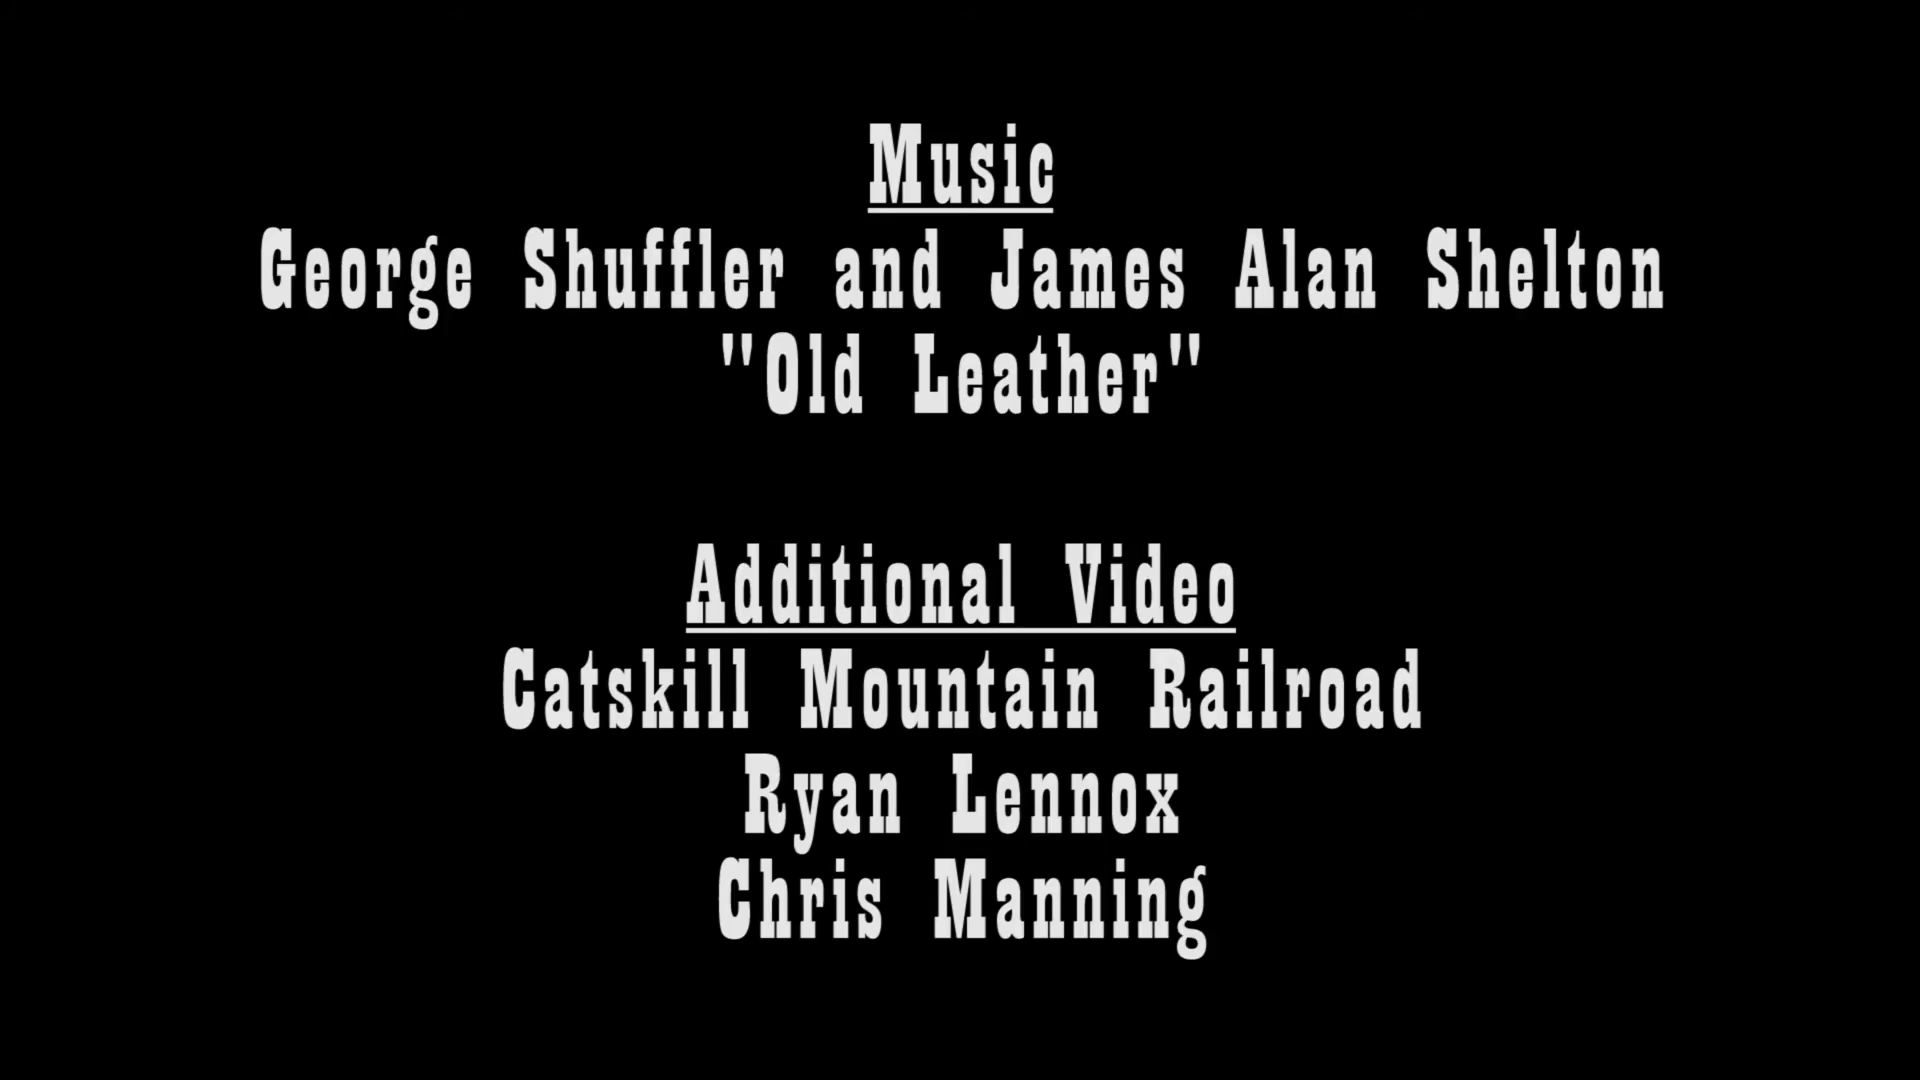 Music
George Shuffler and James Alan Shelton
"Old Leather"
Additional Video
Catskill Mountain Railroad
Ryan Lennox
Chris Manning